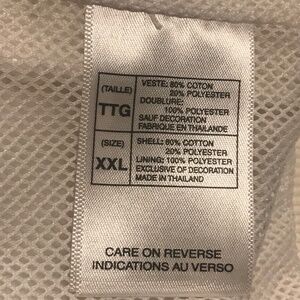 (TAILLE)
TTG
VESTE: 80% COTON
20% POLYESTER
DOUBLURE:
100% POLYESTER
SAUF DECORATION
FABRIQUE EN THAILANDE
(SIZE)
XXL
SHELL: 80% COTTON
20% POLYESTER
LINING: 100% POLYESTER
EXCLUSIVE OF DECORATION
MADE IN THAILAND
CARE ON REVERSE
INDICATIONS AU VERSO